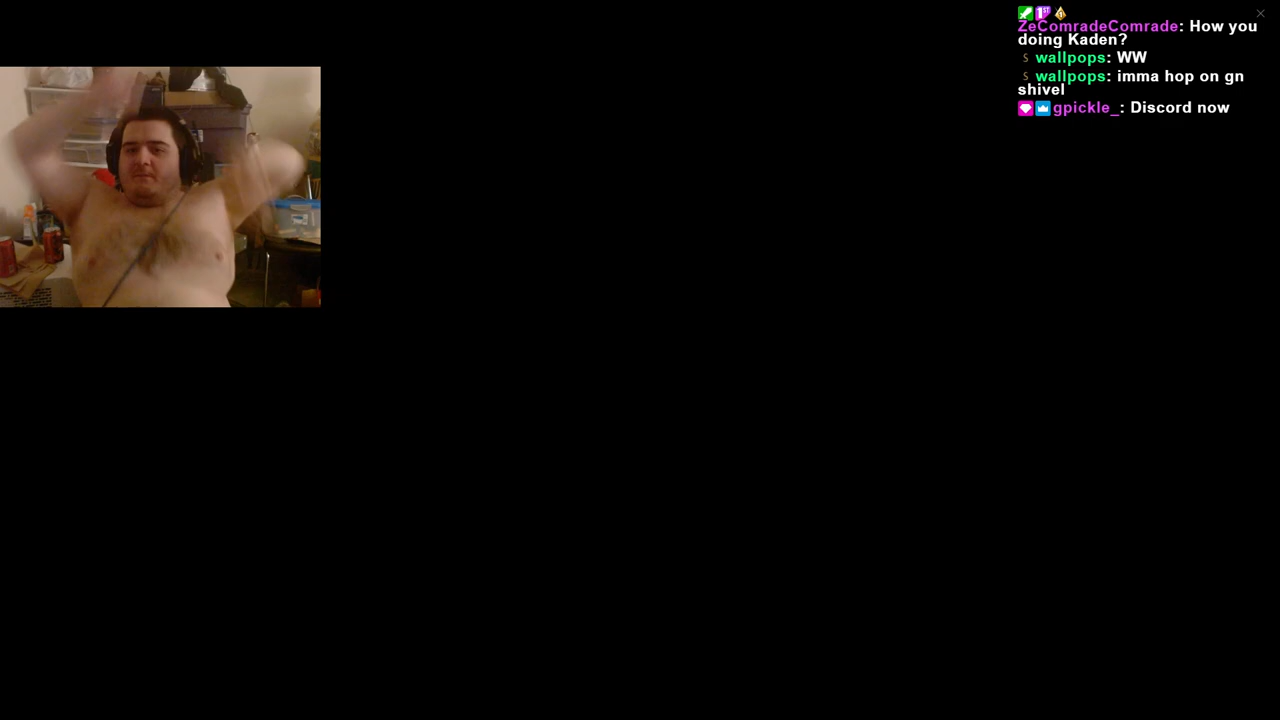 ZeComradeComrade: How you
doing Kaden?
wallpops: WW
wallpops: imma hop on gn
shivel
gpickle_: Discord now